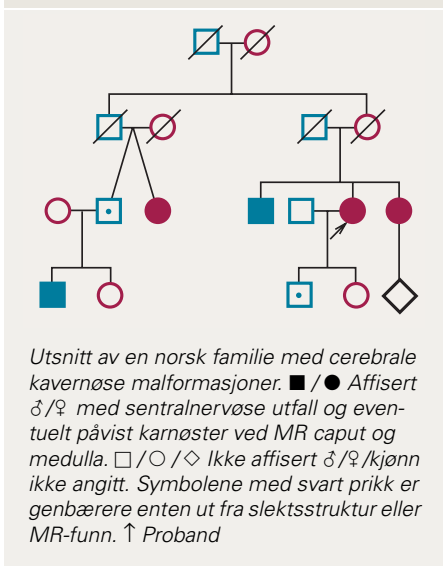 Utsnitt av en norsk familie med cerebrale
kavernøse malformasjoner. ■ / ● Affisert
♂/♀ med sentralnervøse utfall og even-
tuelt påvist karnøster ved MR caput og
medulla. □ / ○ / ◇ Ikke affisert ♂/♀/kjønn
ikke angitt. Symbolene med svart prikk er
genbærere enten ut fra slektsstruktur eller
MR-funn. ↑ Proband